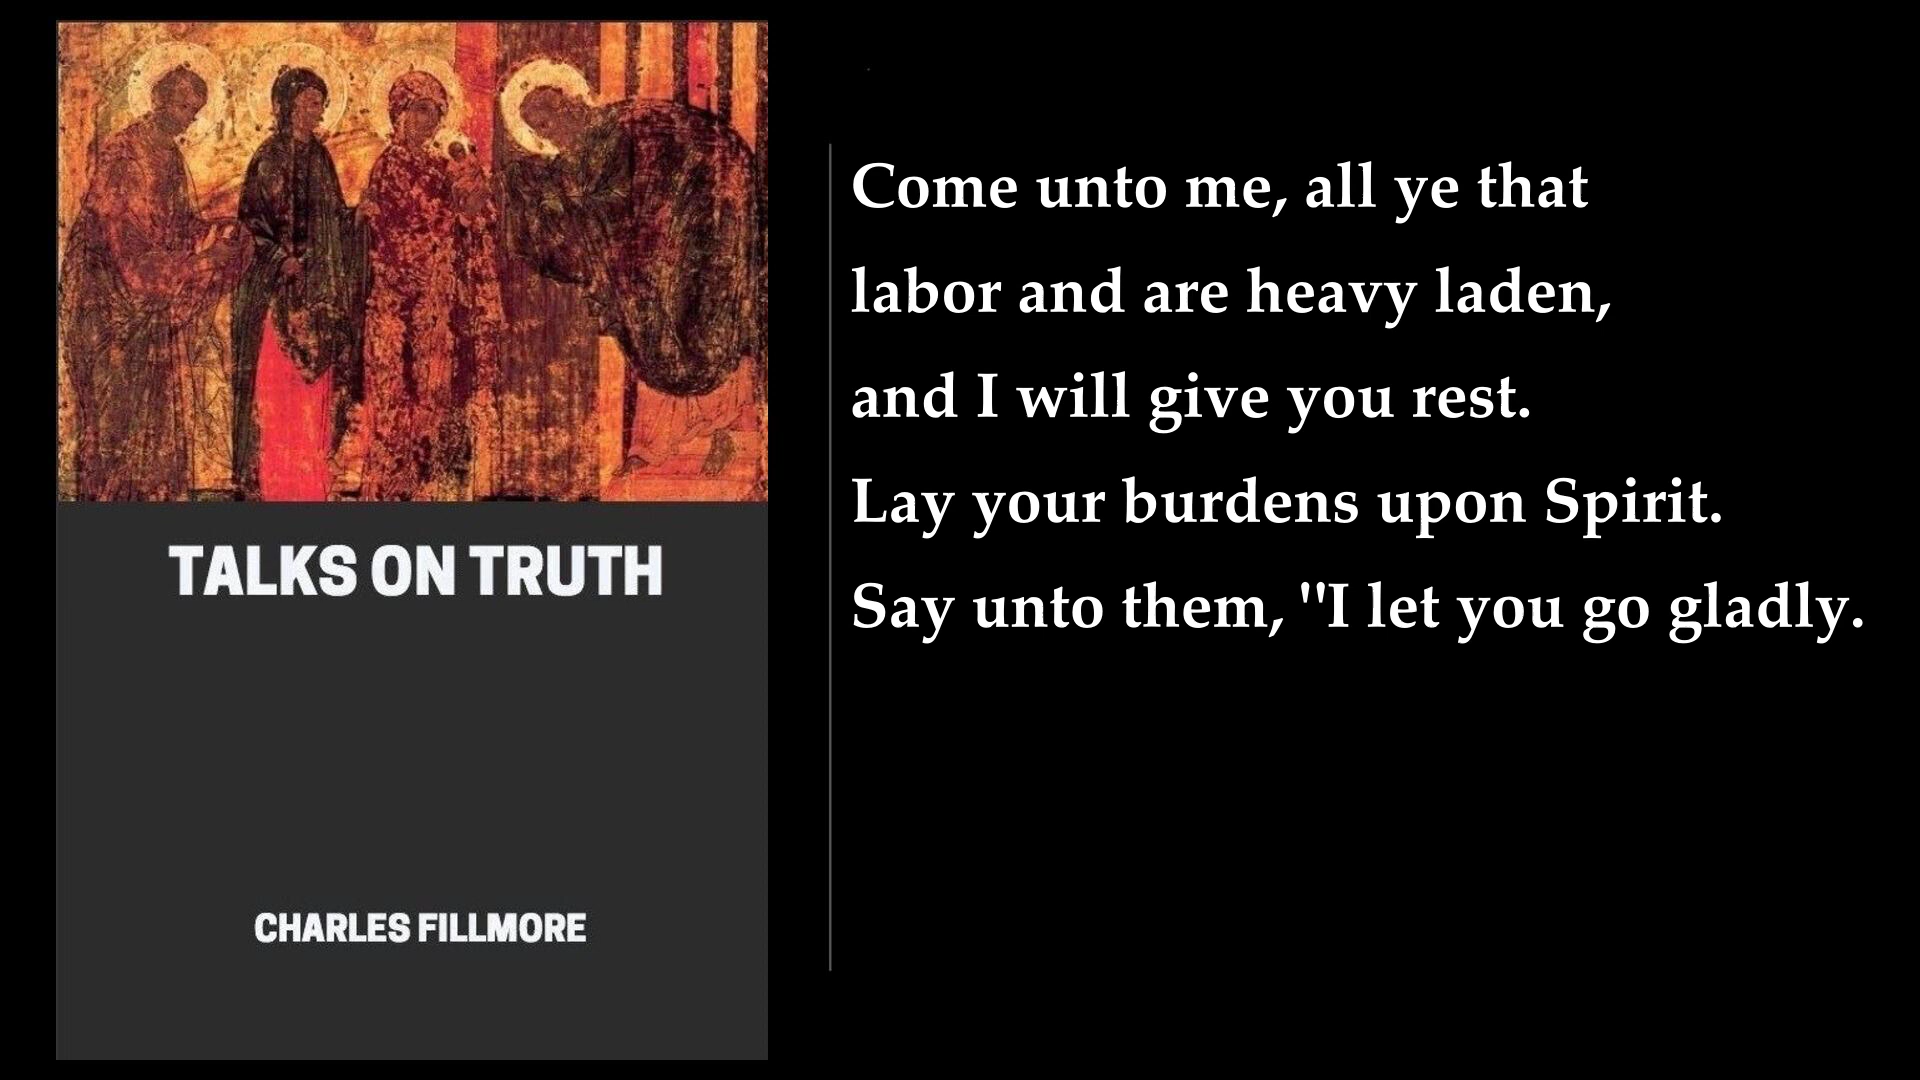 TALKS ON TRUTH
CHARLES FILLMORE
Come unto me, all ye that
labor and are heavy laden,
and I will give you rest.
Lay your burdens upon Spirit.
Say unto them, "I let you go gladly.